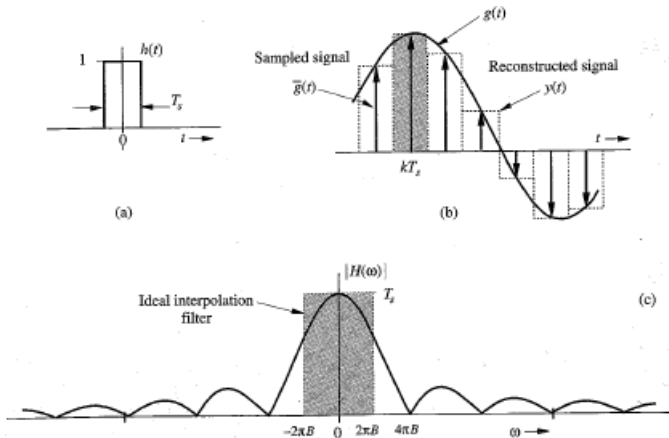 h(t)
1
T_s
0
t
(a)
g(t)
Sampled signal
g̅(t)
Reconstructed signal
y(t)
t
kT_s
(b)
|H(ω)|
T_s
(c)
Ideal interpolation
filter
−2πB 0 2πB 4πB ω